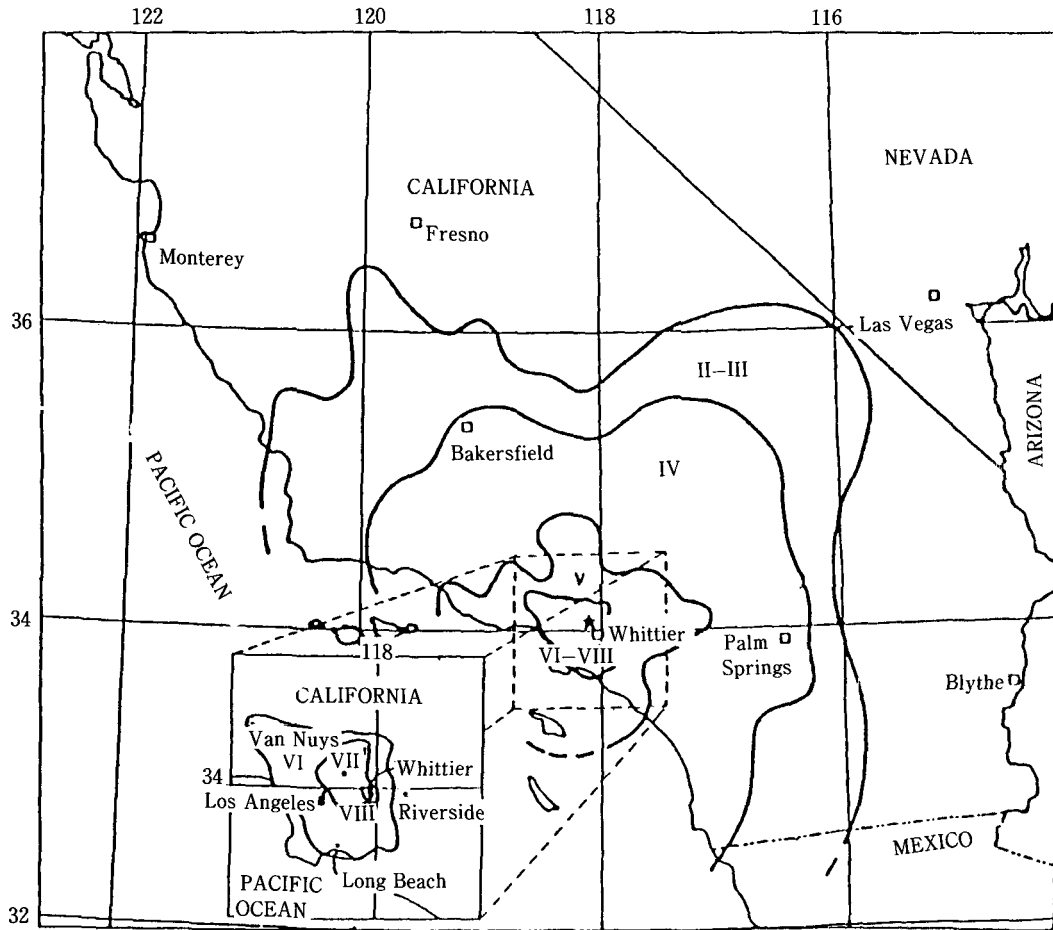 122 120 118 116
NEVADA
CALIFORNIA
Fresno
Monterey
36
Las Vegas
II–III
ARIZONA
Bakersfield
IV
PACIFIC OCEAN
V
34
Whittier
VI–VIII
Palm
Springs
Blythe
118
CALIFORNIA
Van Nuys
VI VII
Whittier
34
Los Angeles
VIII
Riverside
MEXICO
Long Beach
PACIFIC
OCEAN
32